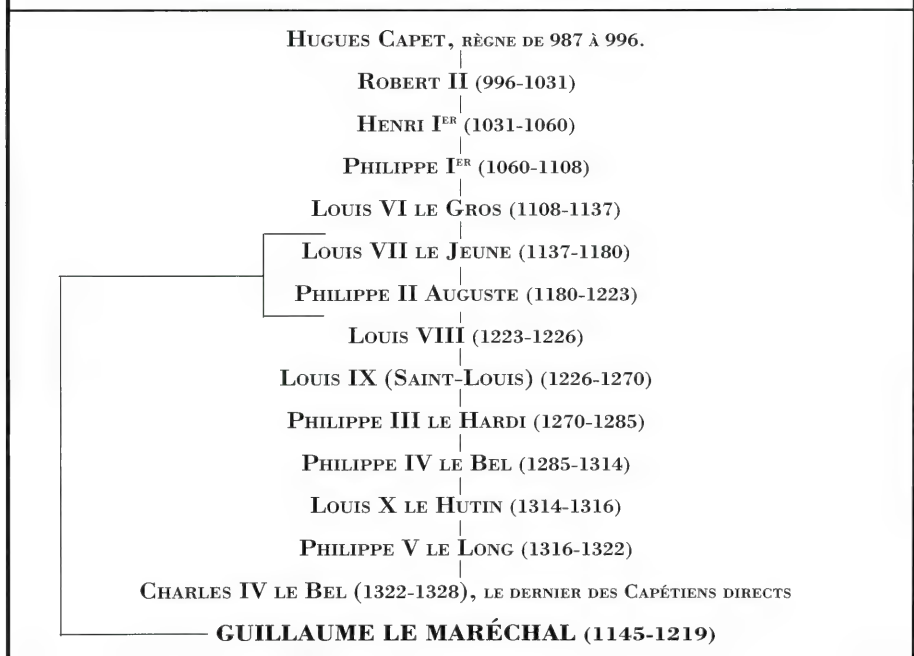 Hugues Capet, règne de 987 à 996.
Robert II (996-1031)
Henri Ier (1031-1060)
Philippe Ier (1060-1108)
Louis VI le Gros (1108-1137)
Louis VII le Jeune (1137-1180)
Philippe II Auguste (1180-1223)
Louis VIII (1223-1226)
Louis IX (Saint-Louis) (1226-1270)
Philippe III le Hardi (1270-1285)
Philippe IV le Bel (1285-1314)
Louis X le Hutin (1314-1316)
Philippe V le Long (1316-1322)
Charles IV le Bel (1322-1328), le dernier des Capétiens directs
GUILLAUME LE MARÉCHAL (1145-1219)